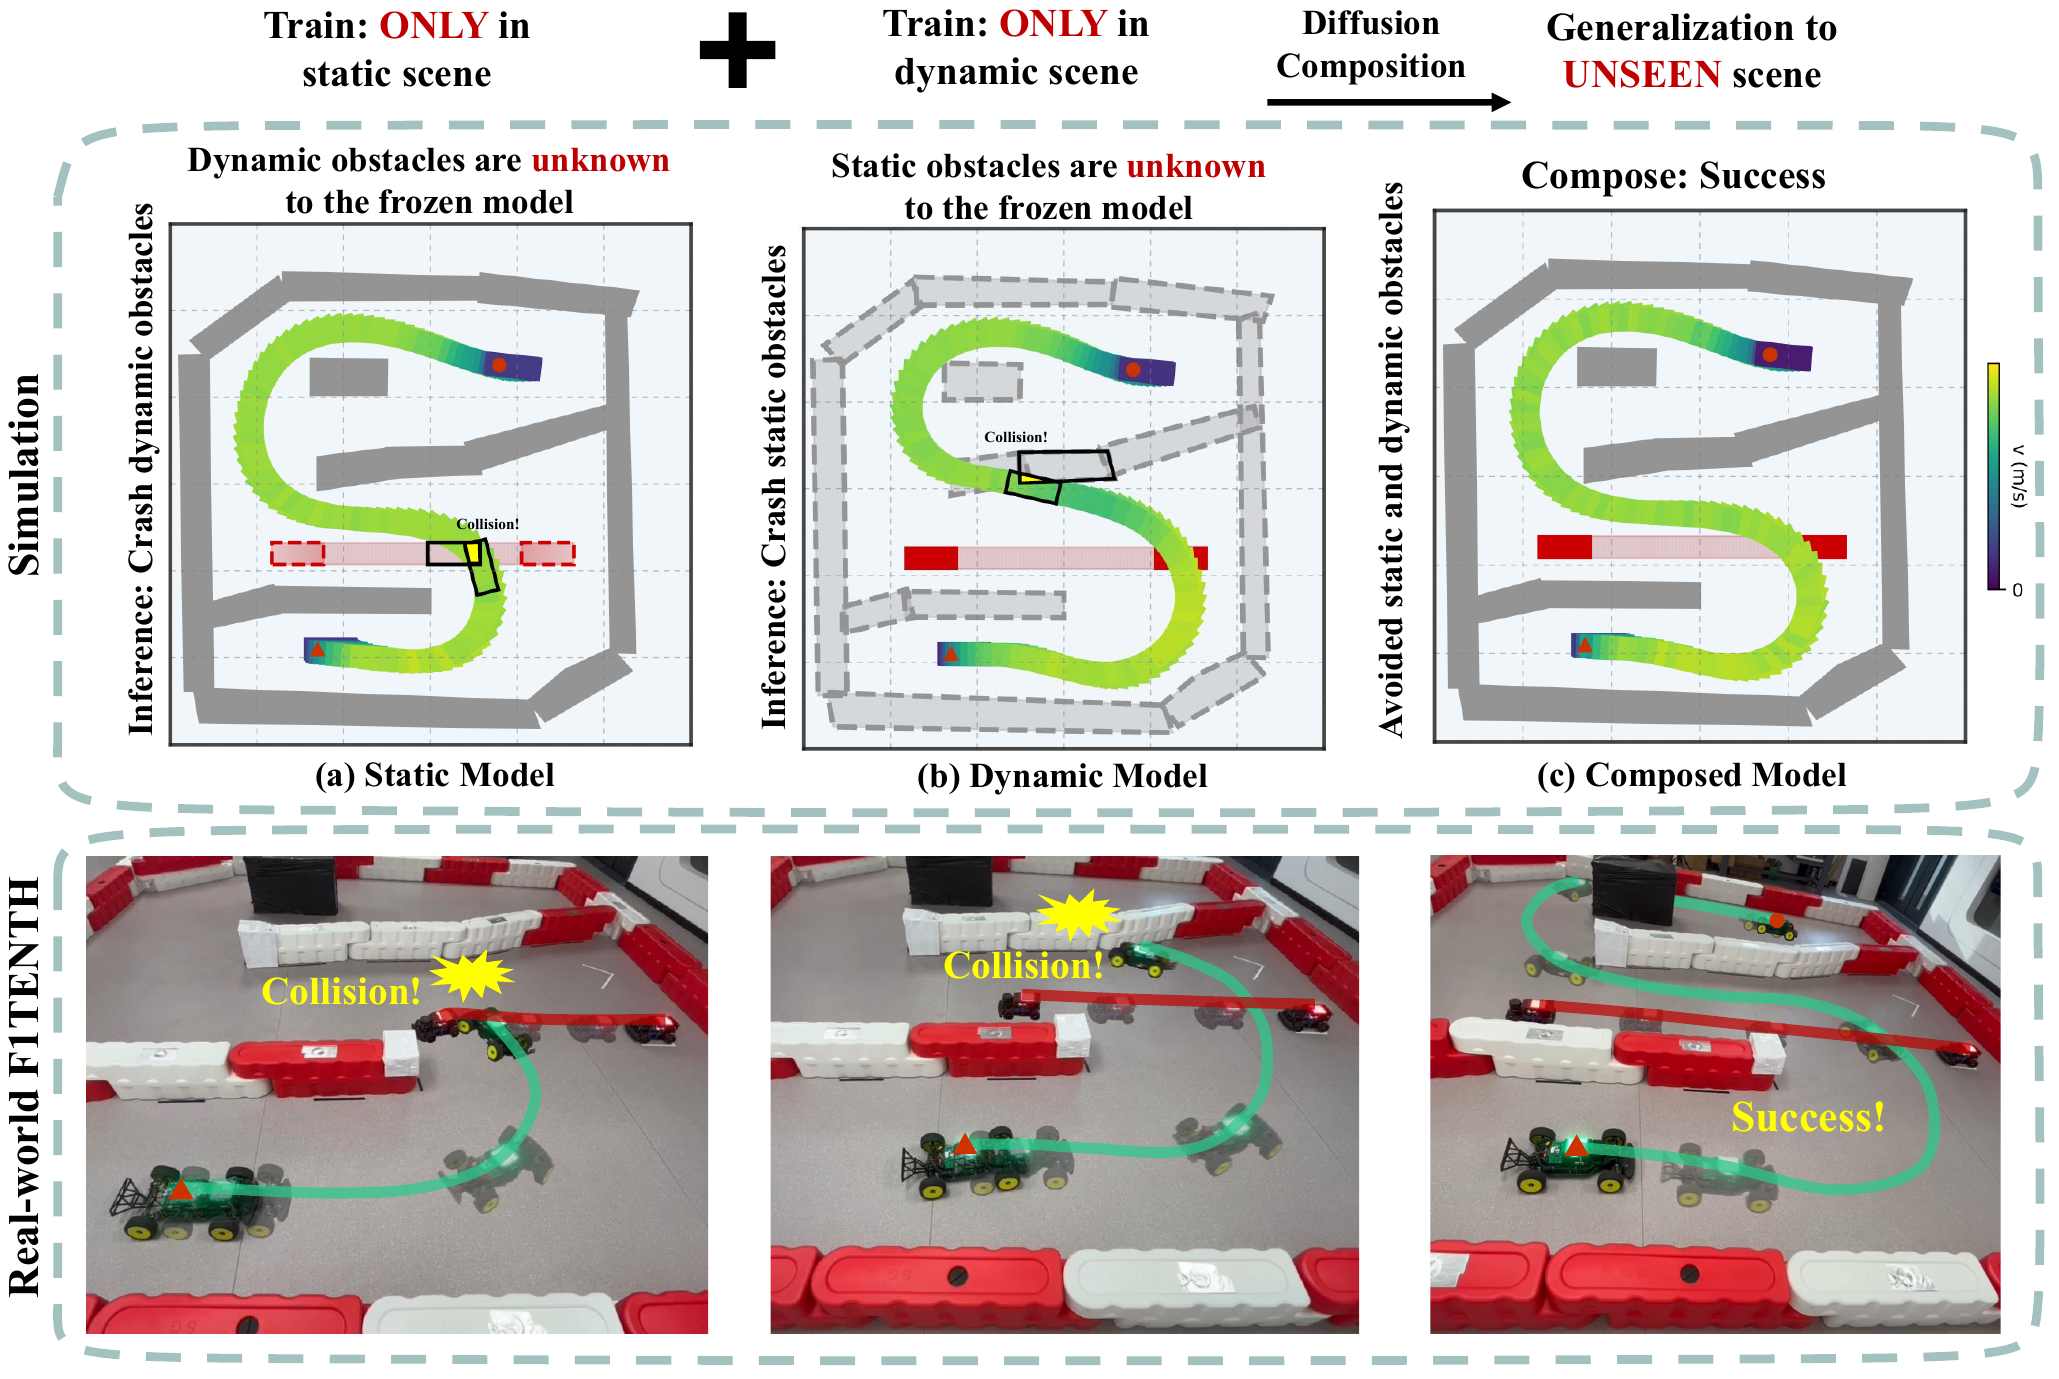 Train: ONLY in
static scene
Train: ONLY in
dynamic scene
Diffusion
Composition
Generalization to
UNSEEN scene
Simulation
Dynamic obstacles are unknown
to the frozen model
Inference: Crash dynamic obstacles
Collision!
(a) Static Model
Static obstacles are unknown
to the frozen model
Inference: Crash static obstacles
Collision!
(b) Dynamic Model
Compose: Success
Avoided static and dynamic obstacles
v (m/s)
0
(c) Composed Model
Real-world F1TENTH
Collision!
Collision!
Success!